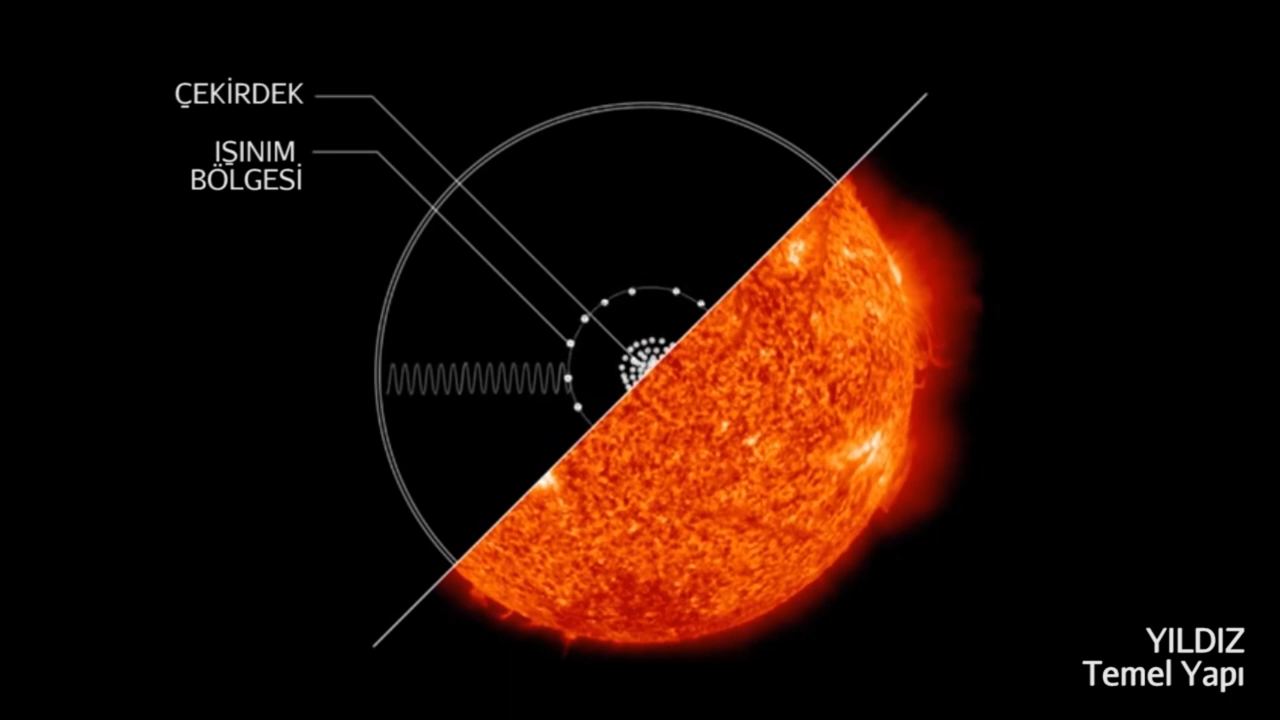 ÇEKİRDEK
IŞINIM
BÖLGESİ
YILDIZ
Temel Yapı